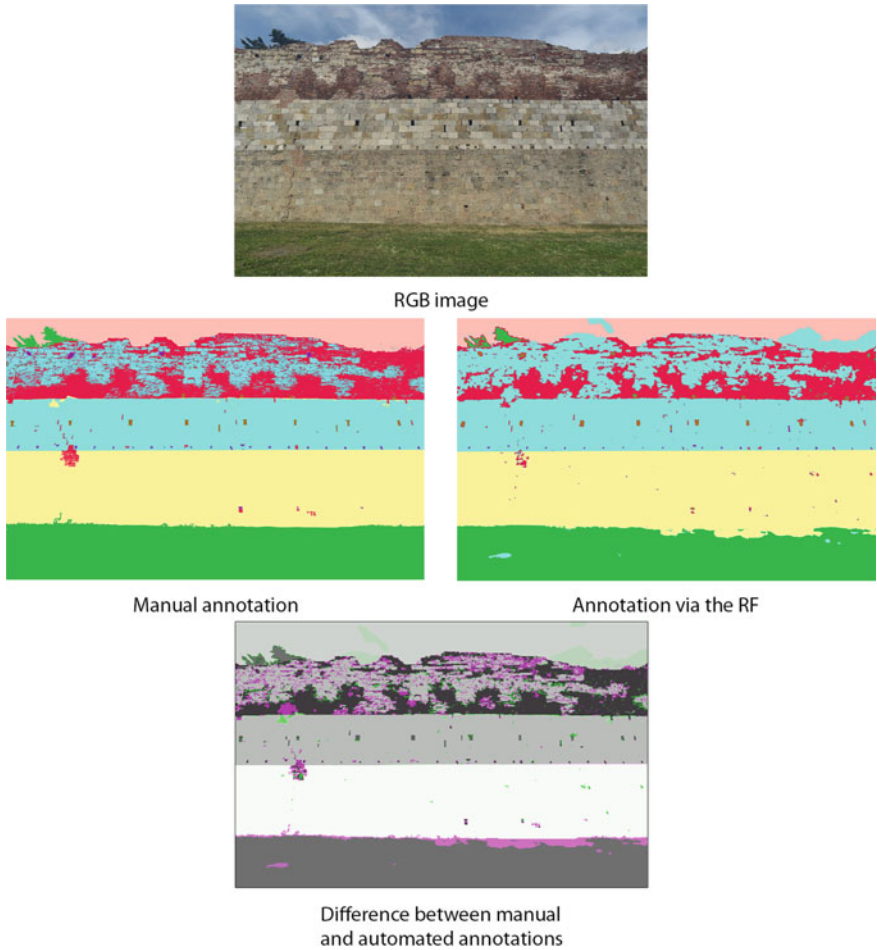 RGB image
Manual annotation
Annotation via the RF
Difference between manual
and automated annotations